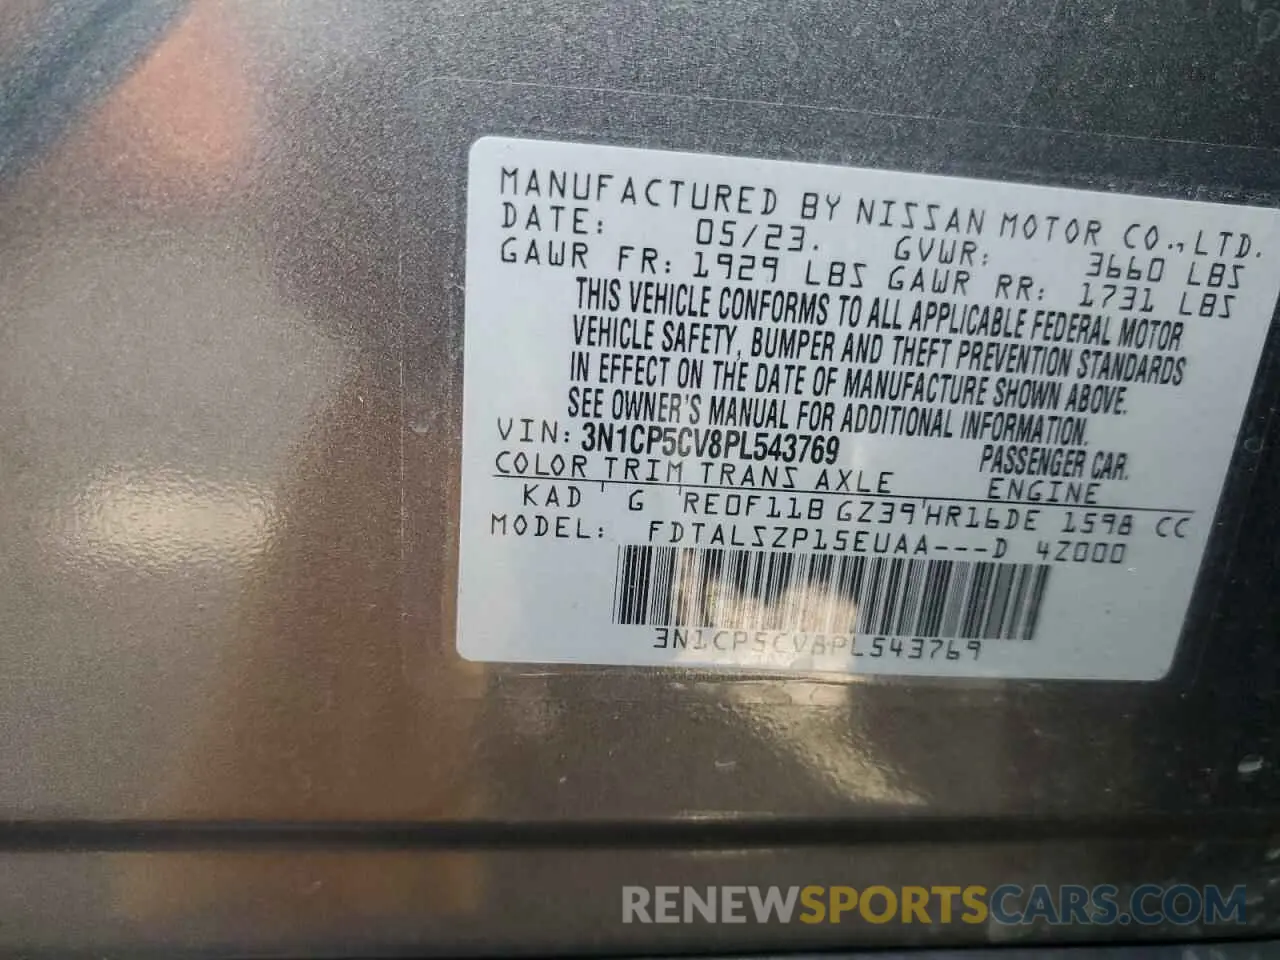 MANUFACTURED BY NISSAN MOTOR CO.,LTD.
DATE: 05/23. GVWR: 3660 LBS
GAWR FR: 1929 LBS GAWR RR: 1731 LBS
THIS VEHICLE CONFORMS TO ALL APPLICABLE FEDERAL MOTOR
VEHICLE SAFETY, BUMPER AND THEFT PREVENTION STANDARDS
IN EFFECT ON THE DATE OF MANUFACTURE SHOWN ABOVE.
SEE OWNER'S MANUAL FOR ADDITIONAL INFORMATION.
VIN: 3N1CP5CV8PL543769 PASSENGER CAR.
COLOR TRIM TRANS AXLE ENGINE
KAD G RE0F11B GZ39 HR16DE 1598 CC
MODEL: FDTALSZP15EUAA---D 4Z000
3N1CP5CV8PL543769
RENEWSPORTSCARS.COM